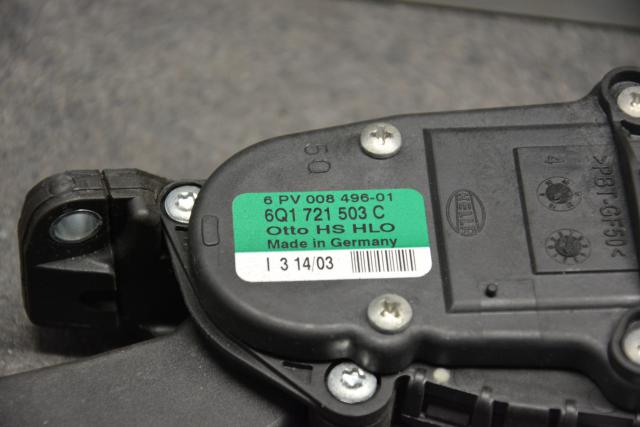 50
6 PV 008 496-01
6Q1 721 503 C
Otto HS HLO
Made in Germany
I 3 14/03
HELLA
4
>PBT-GF50<